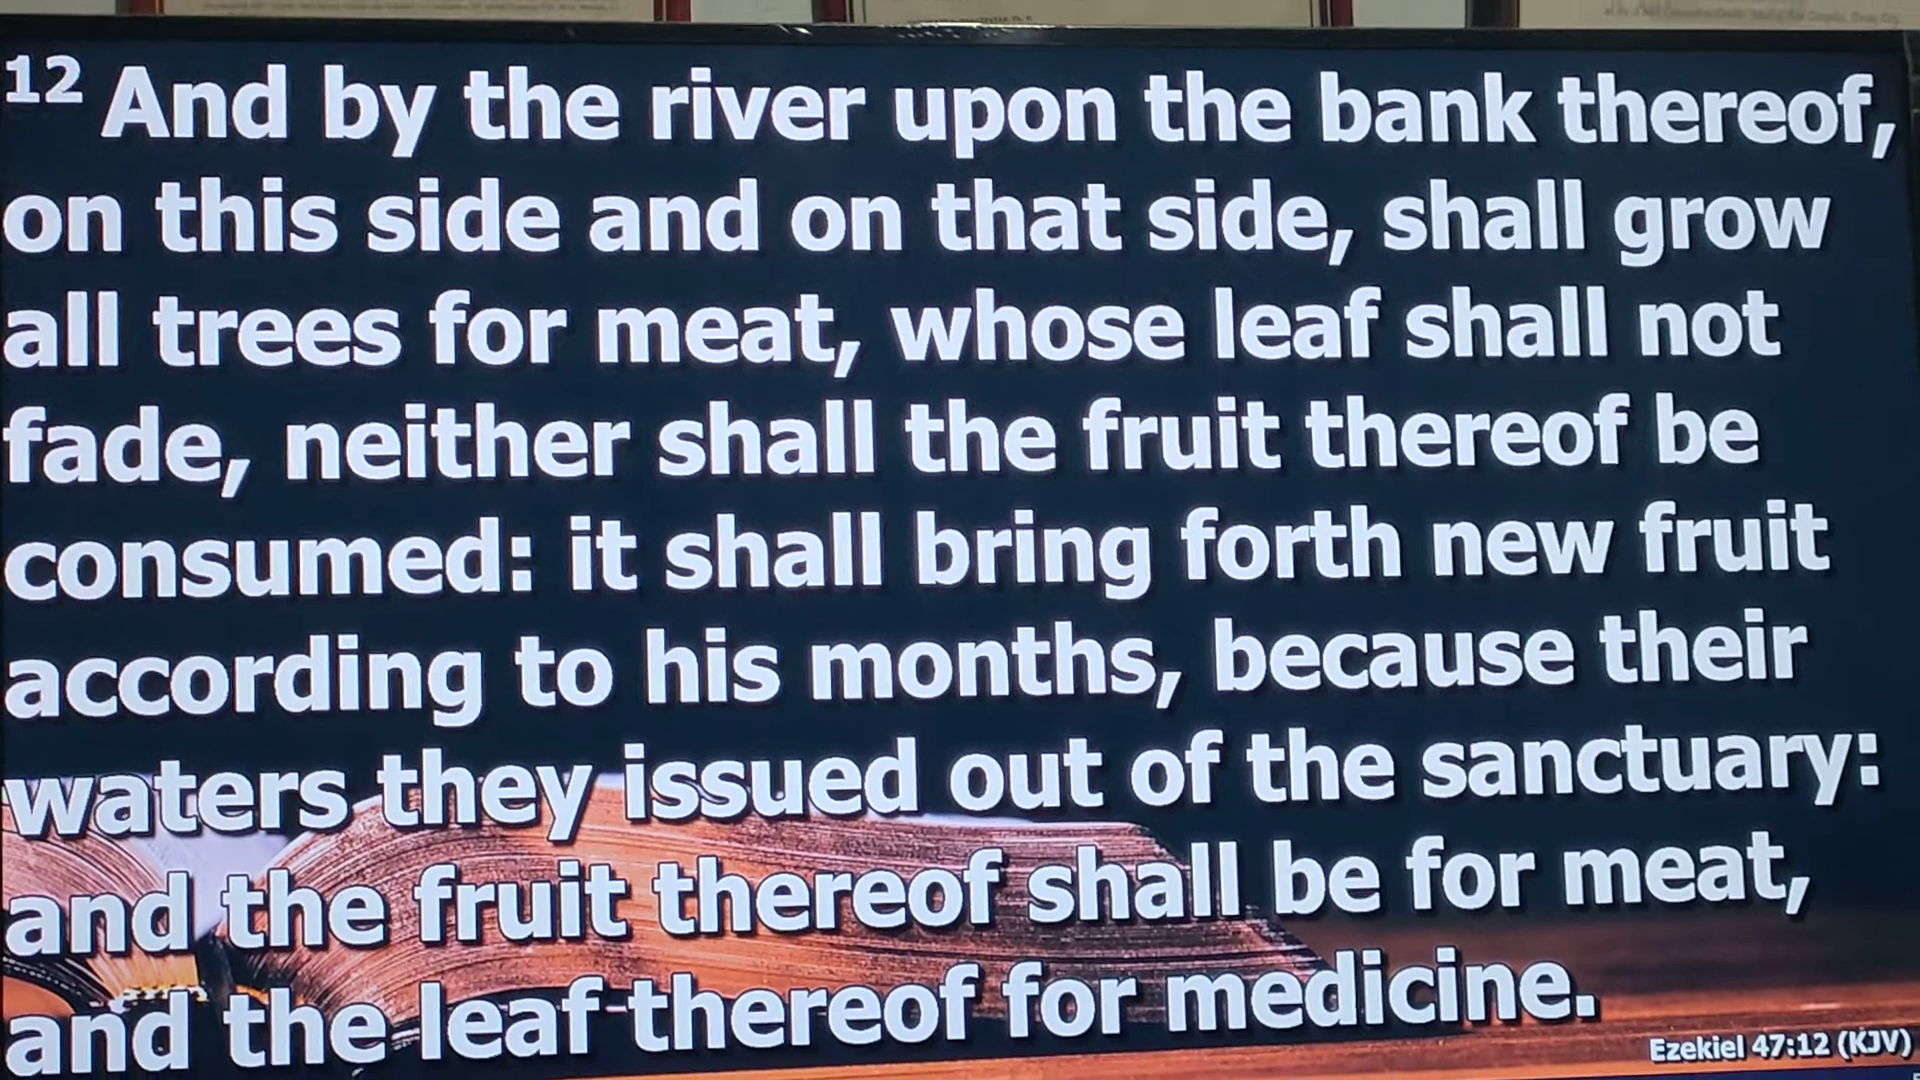 12 And by the river upon the bank thereof,
on this side and on that side, shall grow
all trees for meat, whose leaf shall not
fade, neither shall the fruit thereof be
consumed: it shall bring forth new fruit
according to his months, because their
waters they issued out of the sanctuary:
and the fruit thereof shall be for meat,
and the leaf thereof for medicine.
Ezekiel 47:12 (KJV)